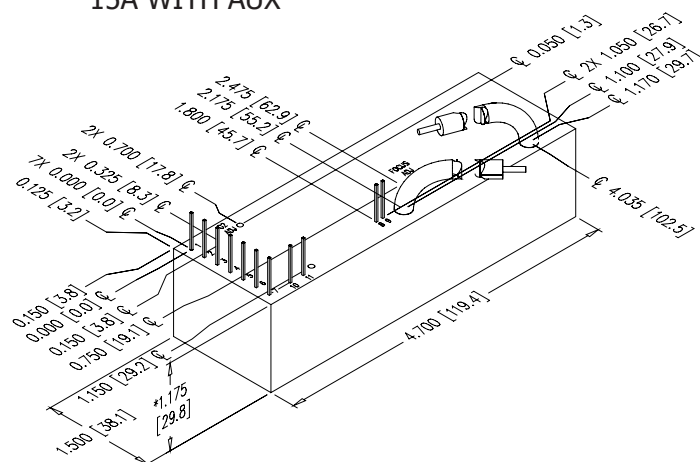 15A WITH AUX
℄ 0.050 [1.3]
℄ 2X 1.050 [26.7]
℄ 1.100 [27.9]
℄ 1.170 [29.7]
2.475 [62.9] ℄
2.175 [55.2] ℄
1.800 [45.7] ℄
2X 0.700 [17.8] ℄
2X 0.325 [8.3] ℄
7X 0.000 [0.0] ℄
0.125 [3.2]
FOCUS
ADJ
℄ 4.035 [102.5]
0.150 [3.8]
0.000 [0.0] ℄
0.150 [3.8] ℄
0.750 [19.1] ℄
1.150 [29.2] ℄
4.700 [119.4]
*1.175
[29.8]
1.500 [38.1]